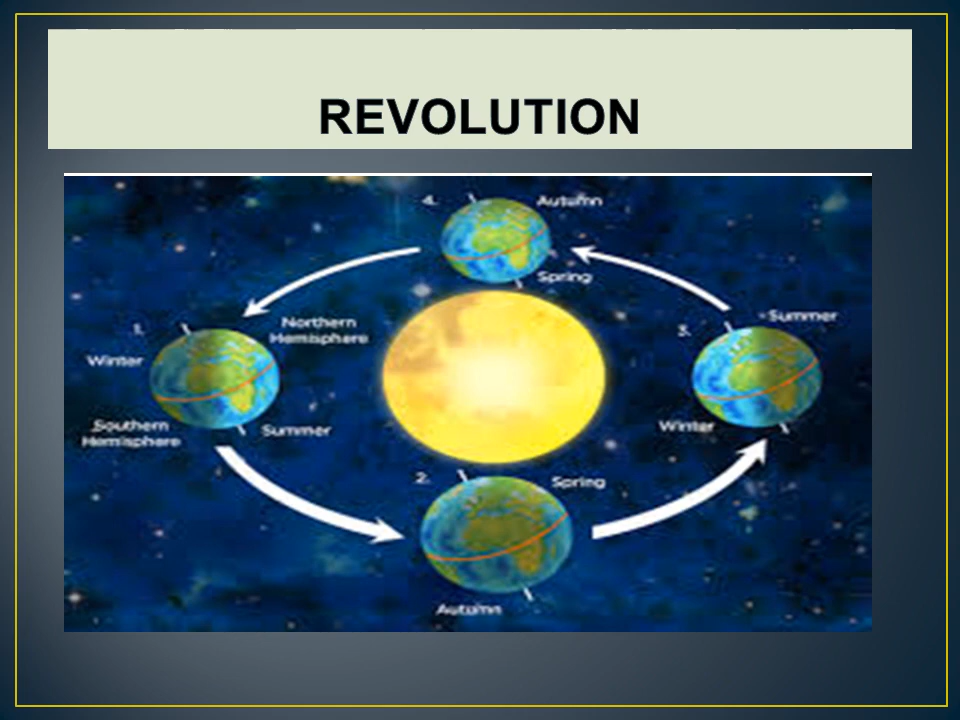 REVOLUTION
4.
Autumn
Spring
1.
Northern
Hemisphere
Winter
Southern
Hemisphere
Summer
3.
Summer
Winter
2.
Spring
Autumn